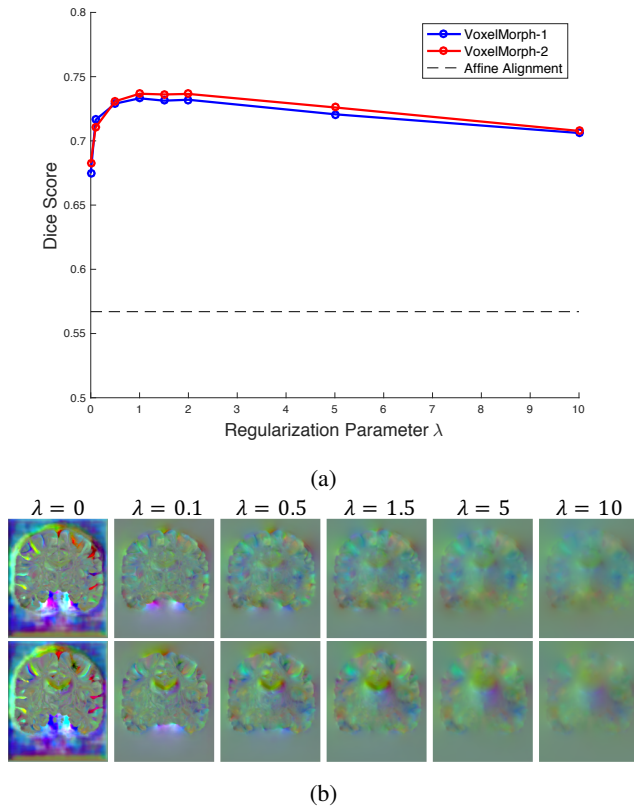 0.8
0.75
0.7
0.65
0.6
0.55
0.5
Dice Score
VoxelMorph-1
VoxelMorph-2
Affine Alignment
0 1 2 3 4 5 6 7 8 9 10
Regularization Parameter λ
(a)
λ = 0 λ = 0.1 λ = 0.5 λ = 1.5 λ = 5 λ = 10
(b)